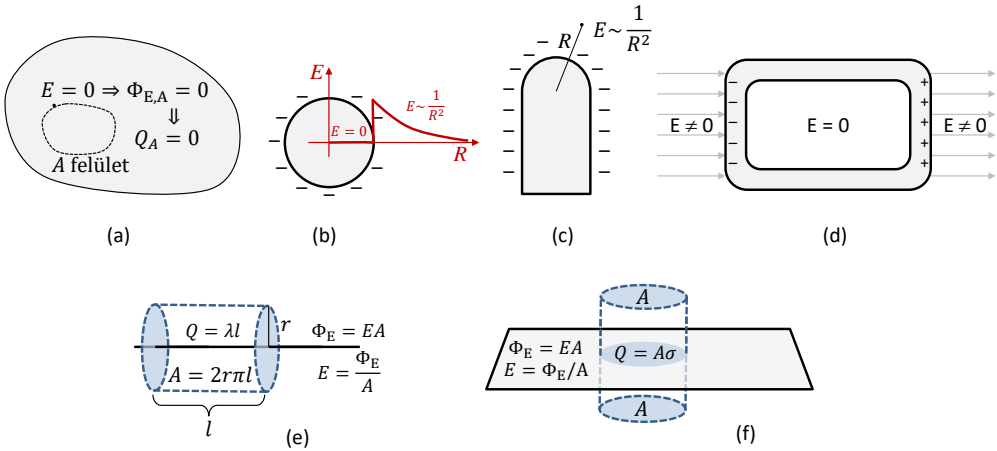 E = 0 ⇒ Φ_E,A = 0
⇓
Q_A = 0
A felület
(a)
E
E = 0
E~ 1/R²
R
(b)
R
E~ 1/R²
(c)
E ≠ 0
E = 0
E ≠ 0
(d)
Q = λl
r
Φ_E = EA
A = 2rπl
E = Φ_E/A
l
(e)
A
Φ_E = EA
Q = Aσ
E = Φ_E/A
A
(f)